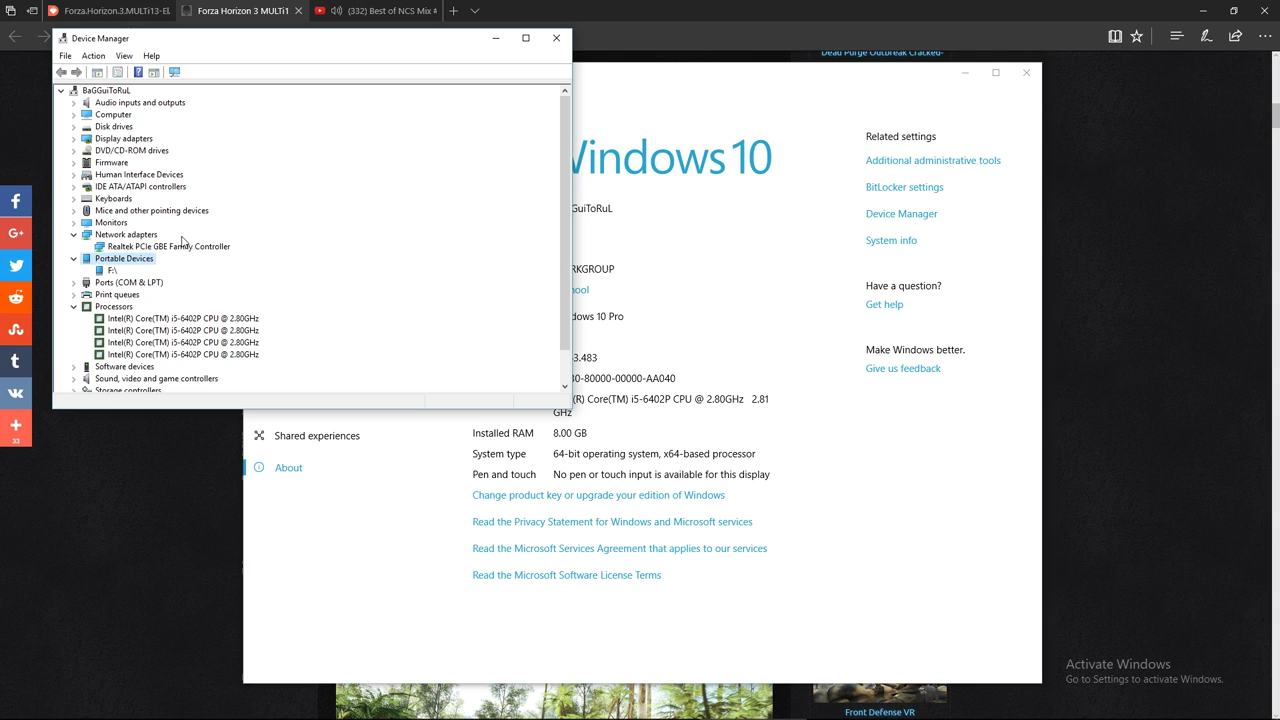 Forza.Horizon.3.MULTi13-El
Forza Horizon 3 MULTi1
(332) Best of NCS Mix #
Dead Purge Outbreak Cracked-
Device Manager
File Action View Help
BaGGuiToRuL
Audio inputs and outputs
Computer
Disk drives
Display adapters
DVD/CD-ROM drives
Firmware
Human Interface Devices
IDE ATA/ATAPI controllers
Keyboards
Mice and other pointing devices
Monitors
Network adapters
Realtek PCIe GBE Family Controller
Portable Devices
F:\
Ports (COM & LPT)
Print queues
Processors
Intel(R) Core(TM) i5-6402P CPU @ 2.80GHz
Intel(R) Core(TM) i5-6402P CPU @ 2.80GHz
Intel(R) Core(TM) i5-6402P CPU @ 2.80GHz
Intel(R) Core(TM) i5-6402P CPU @ 2.80GHz
Software devices
Sound, video and game controllers
Storage controllers
33
Windows 10
GuiToRuL
RKGROUP
ool
dows 10 Pro
3.483
30-80000-00000-AA040
(R) Core(TM) i5-6402P CPU @ 2.80GHz 2.81
GHz
Installed RAM 8.00 GB
System type 64-bit operating system, x64-based processor
Pen and touch No pen or touch input is available for this display
Change product key or upgrade your edition of Windows
Read the Privacy Statement for Windows and Microsoft services
Read the Microsoft Services Agreement that applies to our services
Read the Microsoft Software License Terms
Shared experiences
About
Related settings
Additional administrative tools
BitLocker settings
Device Manager
System info
Have a question?
Get help
Make Windows better.
Give us feedback
Activate Windows
Go to Settings to activate Windows.
Front Defense VR